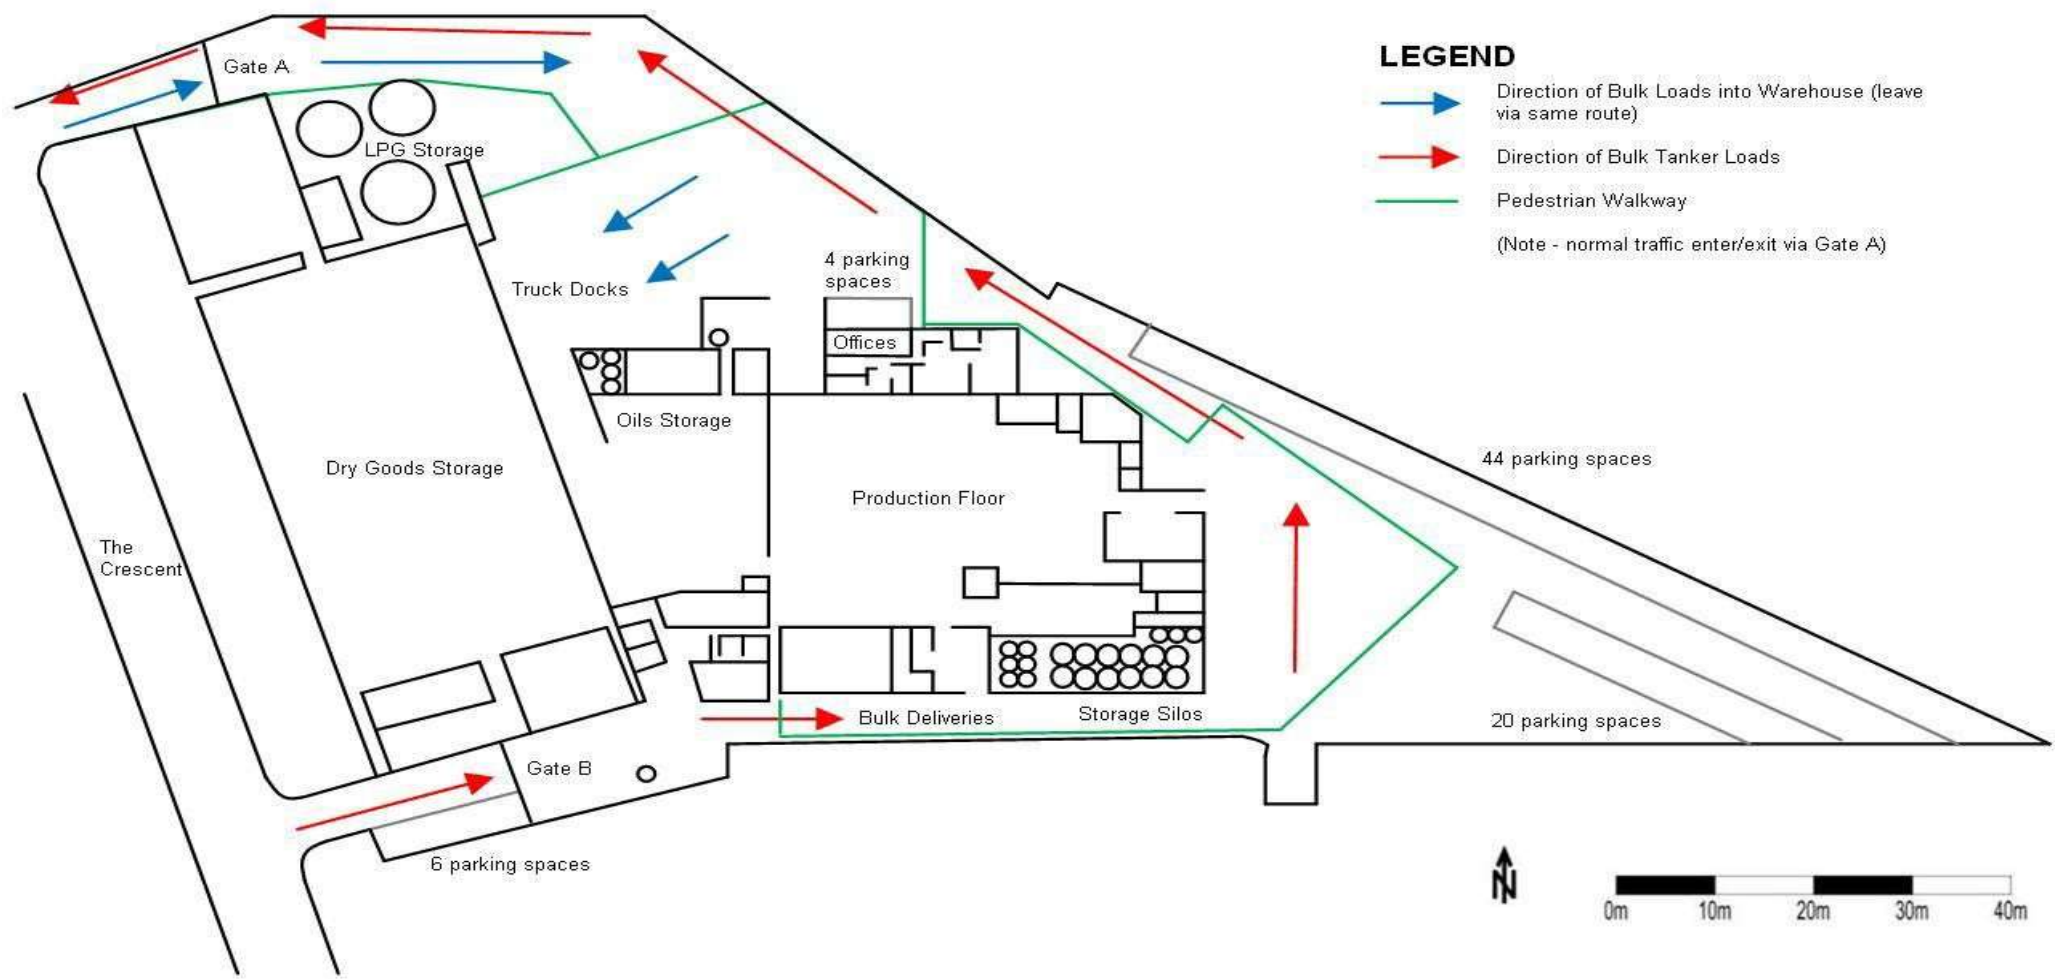 LEGEND
Direction of Bulk Loads into Warehouse (leave
via same route)
Direction of Bulk Tanker Loads
Pedestrian Walkway
(Note - normal traffic enter/exit via Gate A)
Gate A
LPG Storage
4 parking
spaces
Truck Docks
Offices
Oils Storage
Dry Goods Storage
Production Floor
44 parking spaces
The
Crescent
Bulk Deliveries
Storage Silos
20 parking spaces
Gate B
6 parking spaces
N
0m 10m 20m 30m 40m